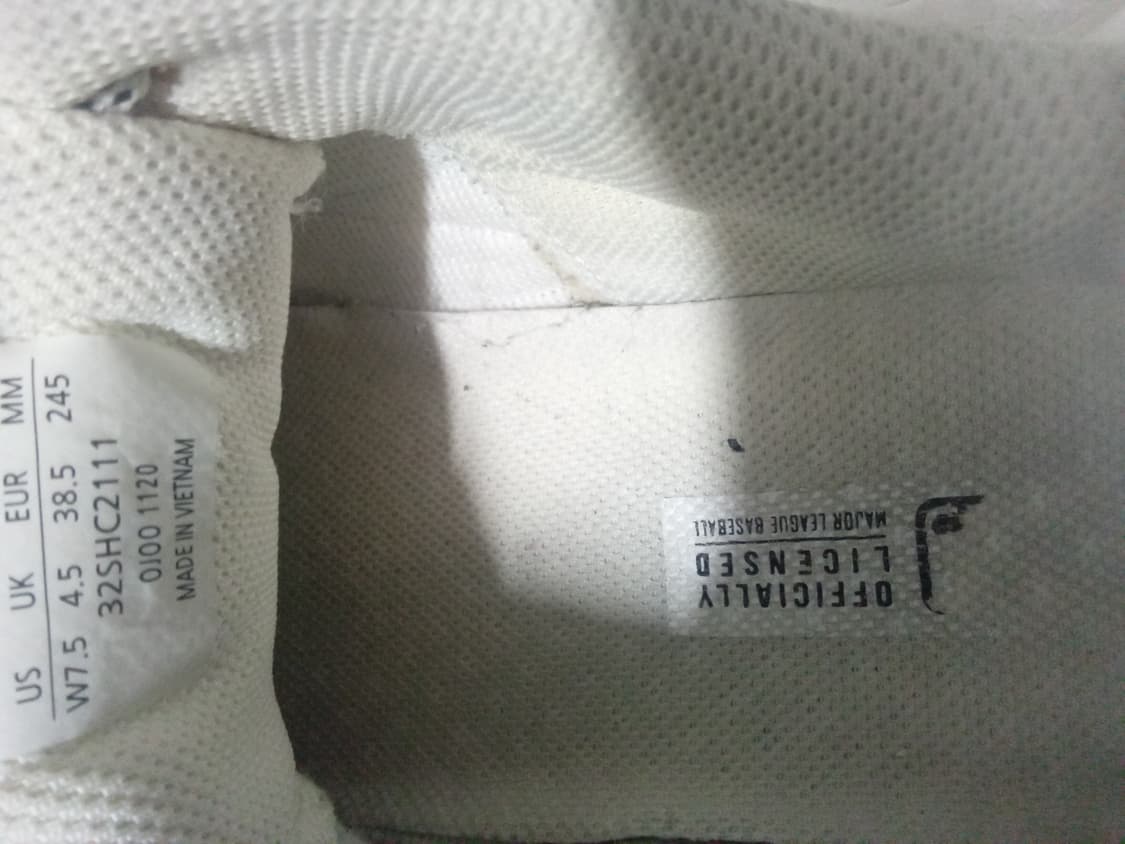 US UK EUR MM
W7.5 4.5 38.5 245
32SHC2111
OJ00 1120
MADE IN VIETNAM
OFFICIALLY
LICENSED
MAJOR LEAGUE BASEBALL